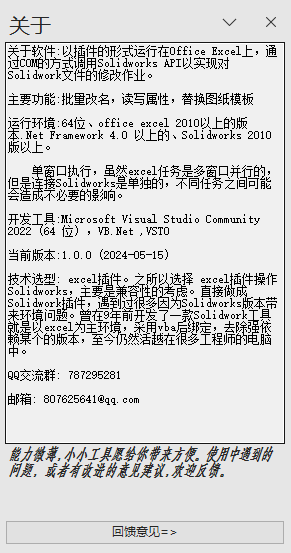 关于
关于软件:以插件的形式运行在Office Excel上，通
过COM的方式调用Solidworks API以实现对
Solidwork文件的修改作业。
主要功能:批量改名，读写属性，替换图纸模板
运行环境:64位、office excel 2010以上的版
本.Net Framework 4.0 以上的、Solidworks 2010
版以上。
单窗口执行，虽然excel任务是多窗口并行的，
但是连接Solidworks是单独的，不同任务之间可能
会造成不必要的影响。
开发工具:Microsoft Visual Studio Community
2022 (64 位) , VB.Net ,VSTO
当前版本:1.0.0 (2024-05-15)
技术选型: excel插件。之所以选择 excel插件操作
Solidworks，主要是兼容性的考虑。直接做成
Solidwork插件，遇到过很多因为Solidworks版本带
来环境问题。曾在9年前开发了一款Solidwork工具
就是以excel为主环境，采用vba后绑定，去除强依
赖某个的版本，至今仍然活越在很多工程师的电脑
中。
QQ交流群: 787295281
邮箱: 807625641@qq.com
能力微薄,小小工具愿给你带来方便。使用中遇到的
问题，或者有改进的意见建议,欢迎反馈。
回馈意见=>